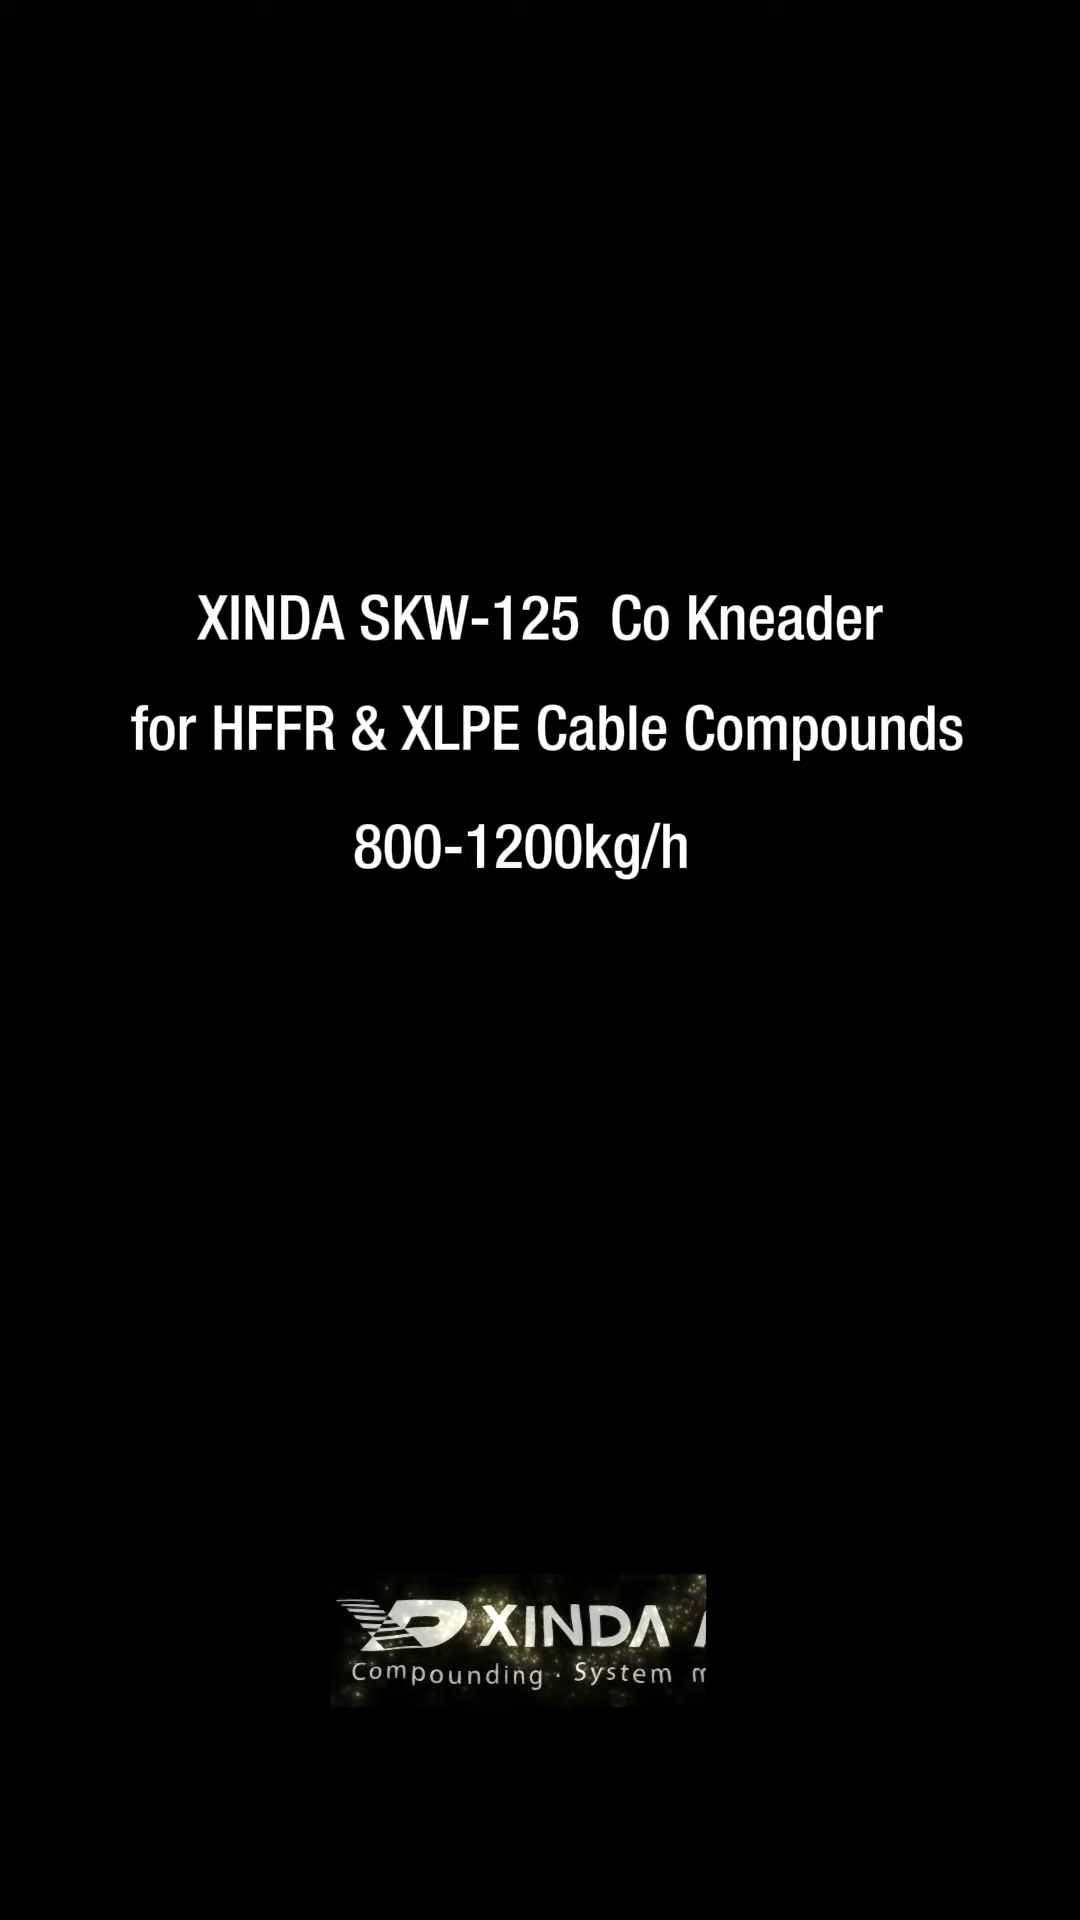 XINDA SKW-125 Co Kneader
for HFFR & XLPE Cable Compounds
800-1200kg/h
XINDA
Compounding · System